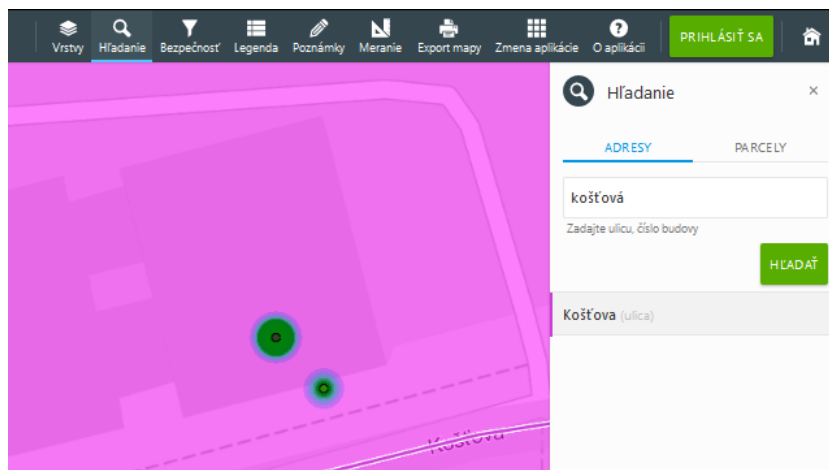 Vrstvy Hľadanie Bezpečnosť Legenda Poznámky Meranie Export mapy Zmena aplikácie O aplikácii PRIHLÁSIŤ SA
Hľadanie ×
ADRESY PARCELY
košťová
Zadajte ulicu, číslo budovy
HĽADAŤ
Košťova (ulica)
Košťova